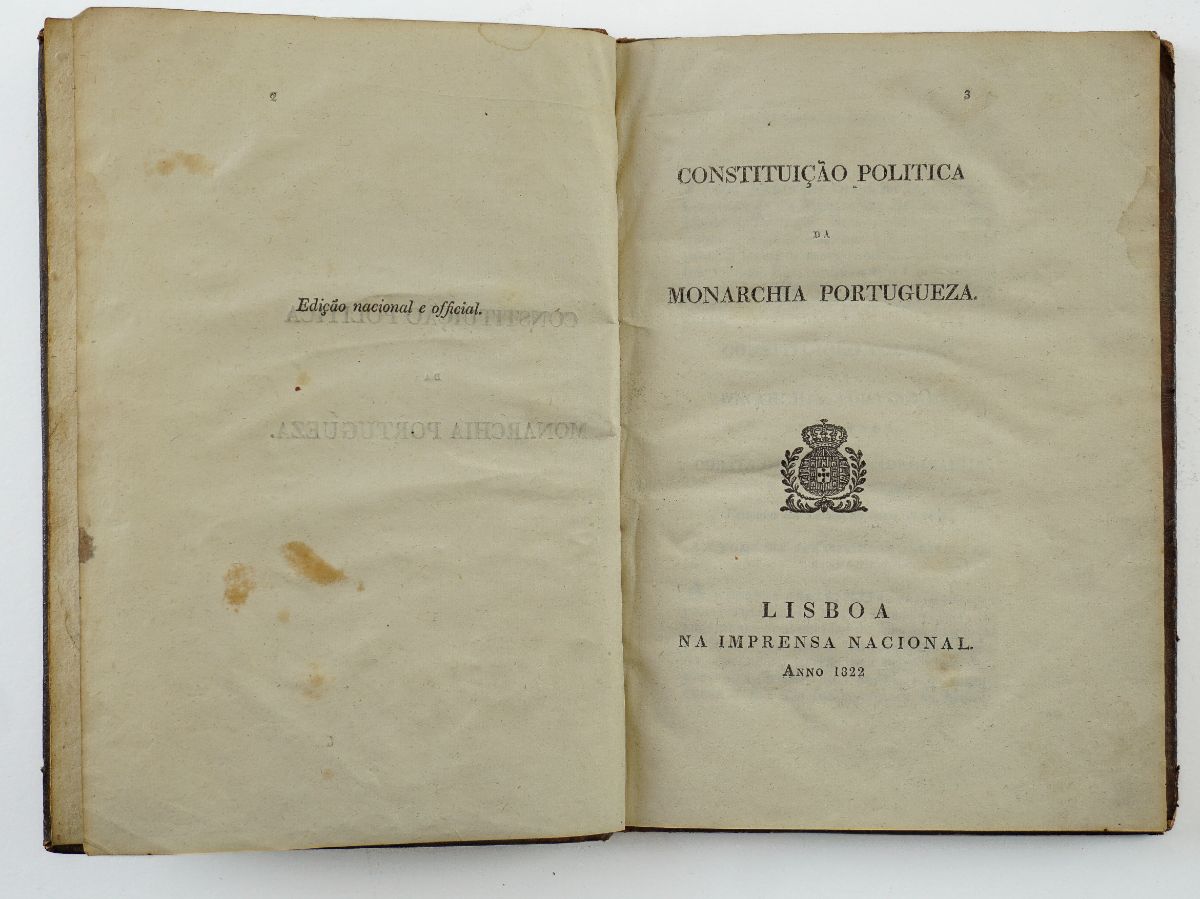 2
Edição nacional e official.
3
CONSTITUIÇÃO POLITICA
DA
MONARCHIA PORTUGUEZA.
LISBOA
NA IMPRENSA NACIONAL.
ANNO 1822